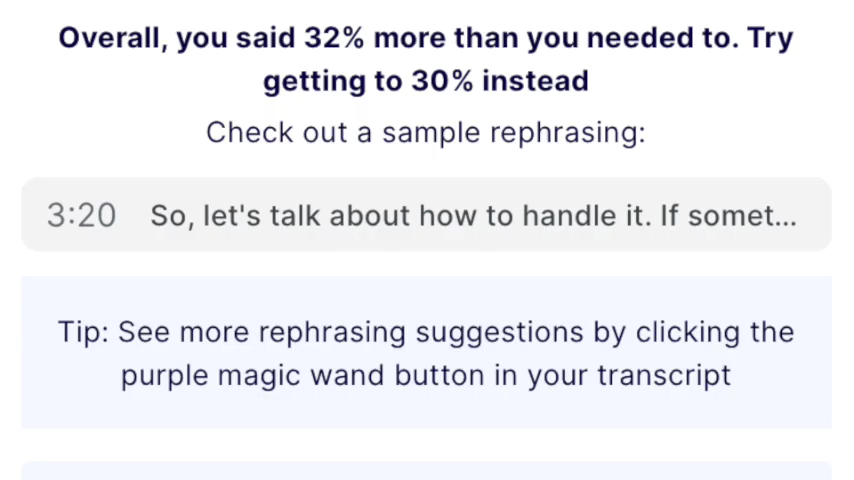 Overall, you said 32% more than you needed to. Try
getting to 30% instead
Check out a sample rephrasing:
3:20 So, let's talk about how to handle it. If somet...
Tip: See more rephrasing suggestions by clicking the
purple magic wand button in your transcript